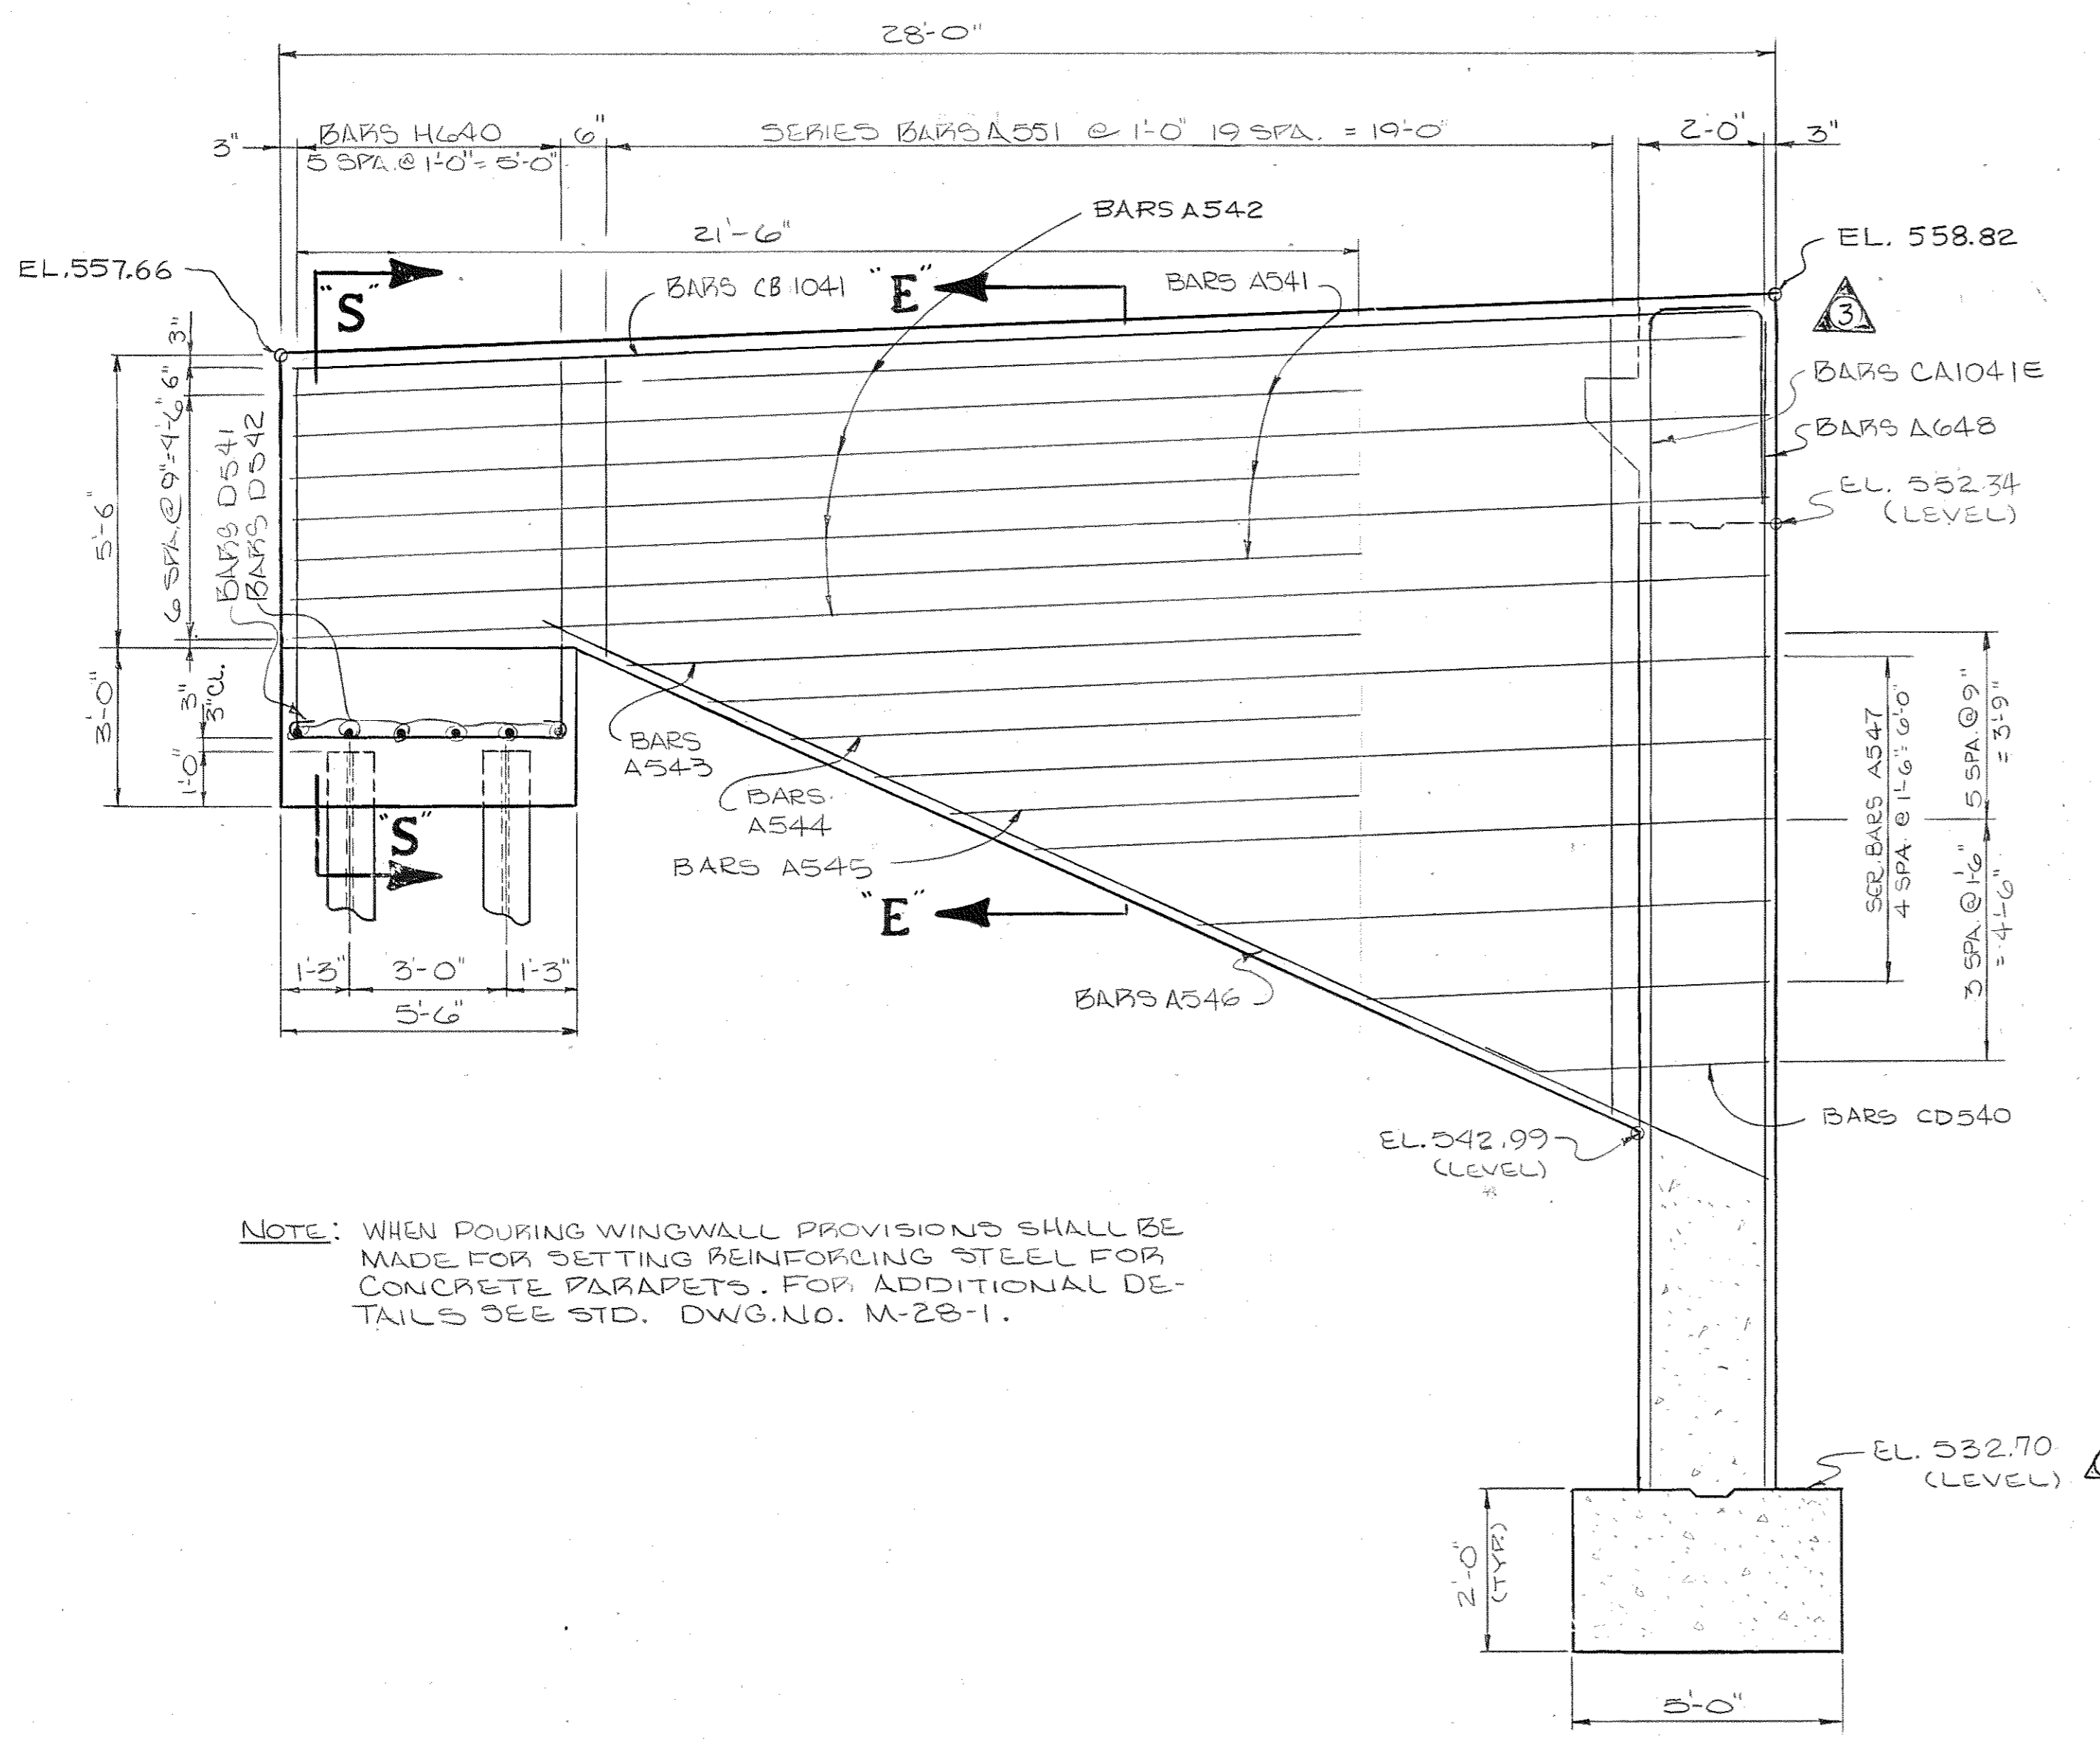 28'-0"
3"
BARS H640
5 SPA.@ 1'-0"= 5'-0"
6"
SERIES BARS A551 @ 1'-0" 19 SPA. = 19'-0"
2'-0"
3"
21'-6"
BARS A542
EL. 558.82
EL. 557.66
"S"
BARS CB 1041
"E"
BARS A541
3
3"
6"
6 SPA.@ 9"=4'-6"
5'-6"
BARS D541
BARS D542
BARS CA1041E
BARS A648
EL. 552.34
(LEVEL)
3'-0"
3"
3"CL.
1'-0"
BARS
A543
BARS
A544
BARS A545
"S"
"E"
SER. BARS A547
4 SPA. @ 1'-6"= 6'-0"
5 SPA. @ 9"
= 3'-9"
3 SPA. @ 1'-6"
= 4'-6"
1'-3"
3'-0"
1'-3"
5'-6"
BARS A546
BARS CD540
EL. 542.99
(LEVEL)
NOTE: WHEN POURING WINGWALL PROVISIONS SHALL BE
MADE FOR SETTING REINFORCING STEEL FOR
CONCRETE PARAPETS. FOR ADDITIONAL DE-
TAILS SEE STD. DWG. NO. M-28-1.
EL. 532.70
(LEVEL)
2'-0"
(TYP.)
5'-0"